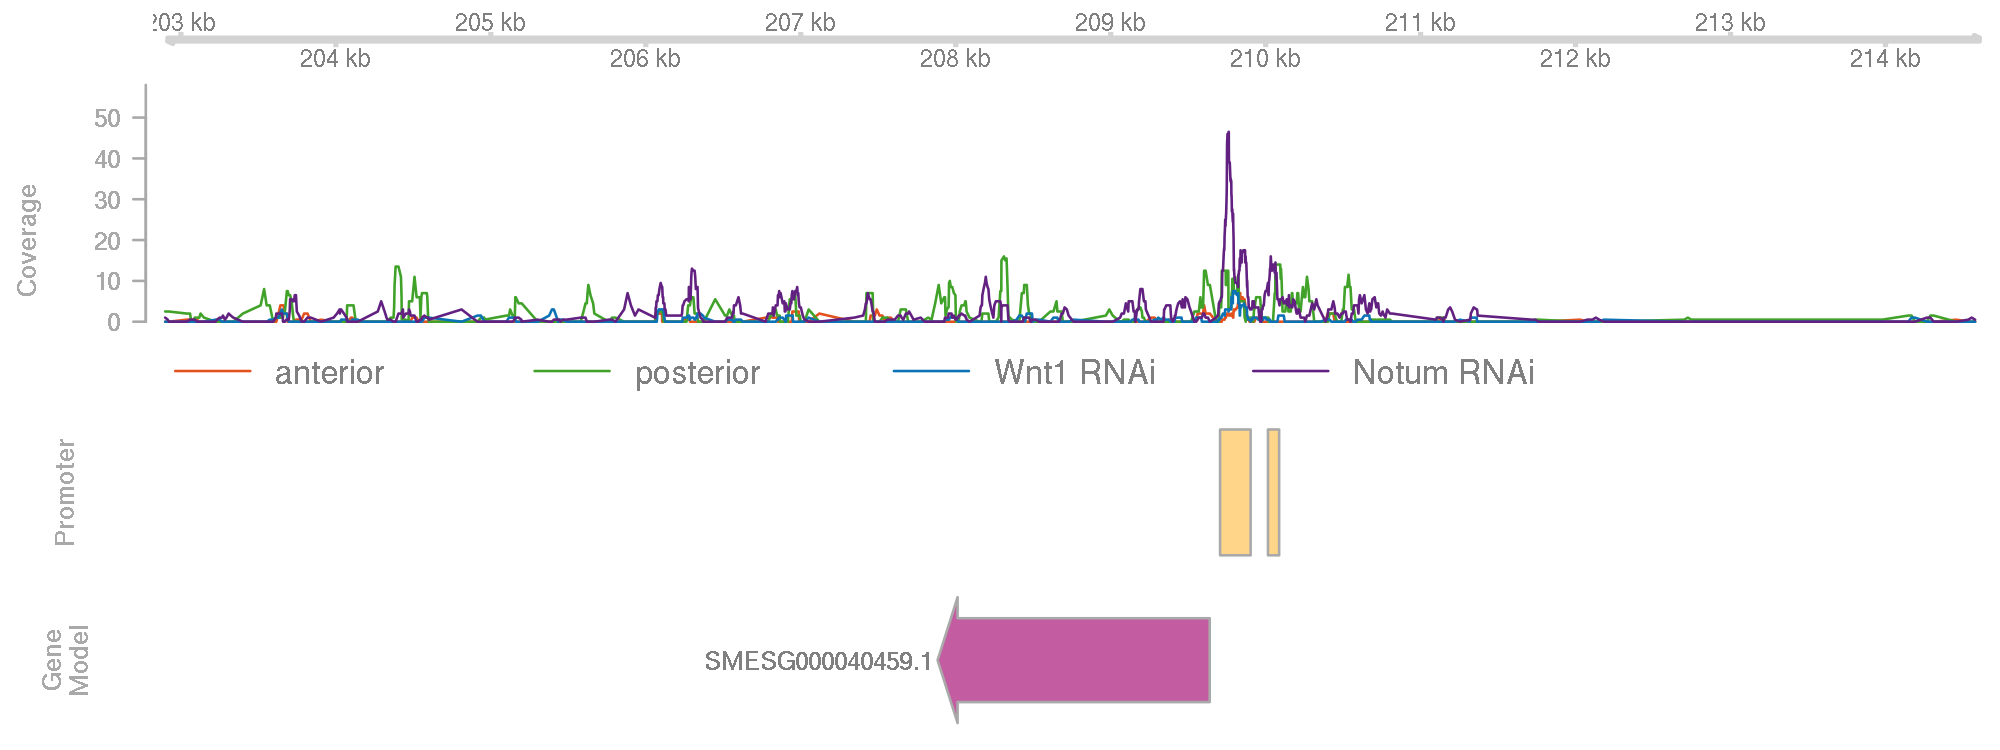 203 kb 205 kb 207 kb 209 kb 211 kb 213 kb
204 kb 206 kb 208 kb 210 kb 212 kb 214 kb
Coverage
50
40
30
20
10
0
anterior posterior Wnt1 RNAi Notum RNAi
Promoter
Gene
Model
SMESG000040459.1